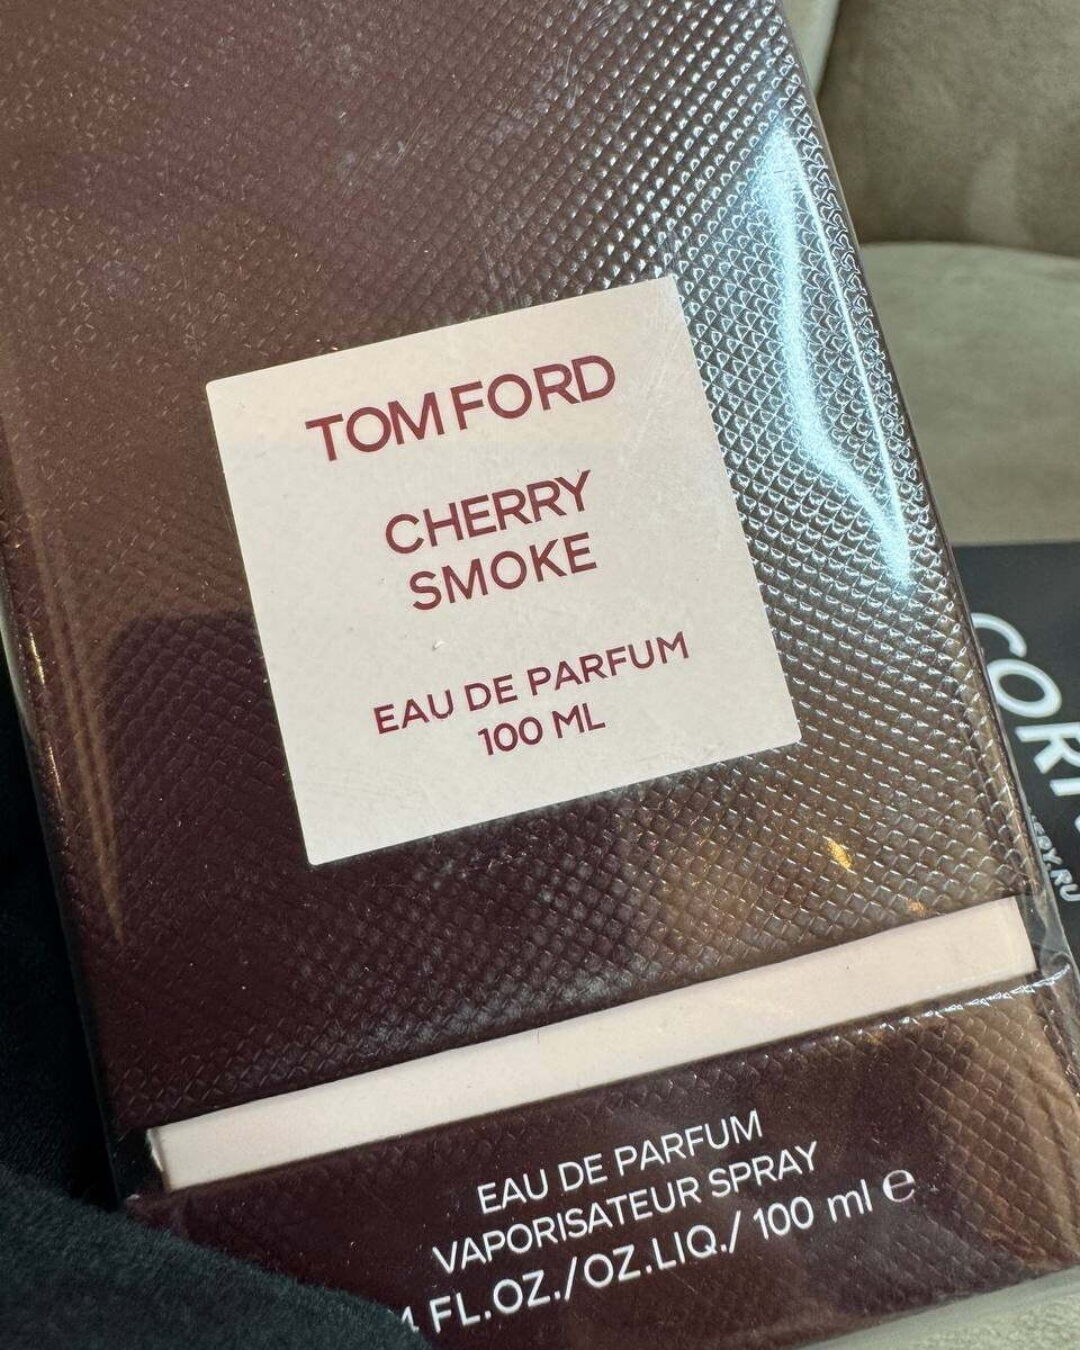 TOM FORD
CHERRY
SMOKE
EAU DE PARFUM
100 ML
EAU DE PARFUM
VAPORISATEUR SPRAY
4 FL.OZ./OZ.LIQ./ 100 ml ℮